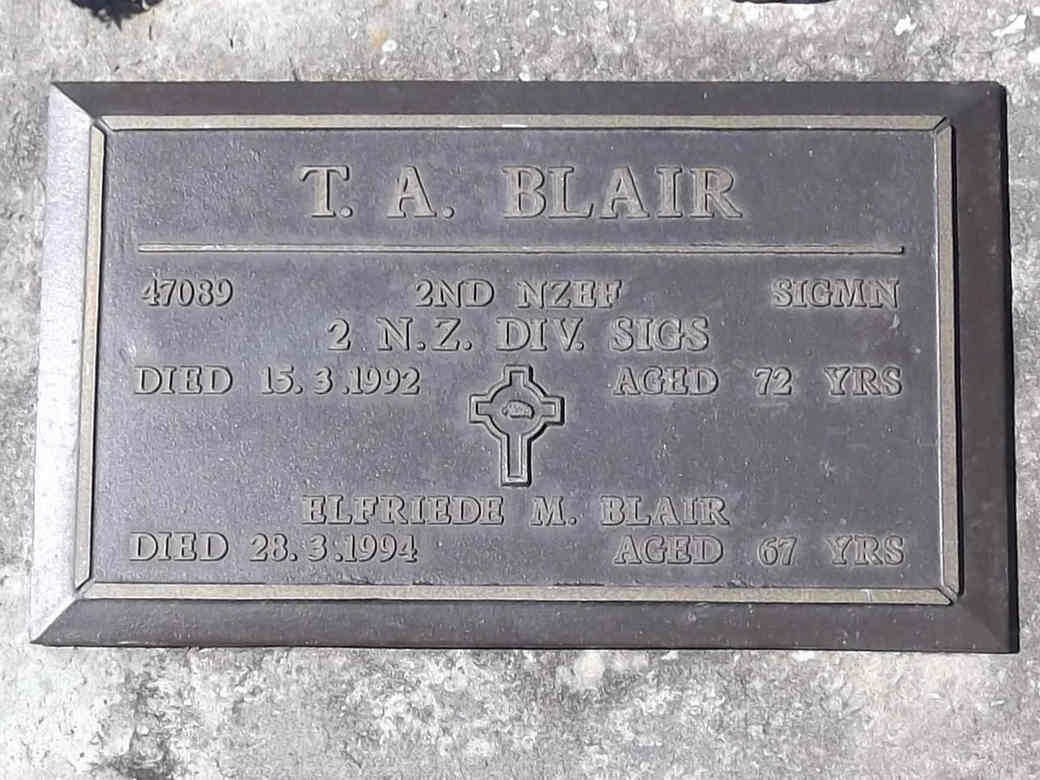 T. A. BLAIR
47089 2ND NZEF SIGMN
2 N.Z. DIV. SIGS
DIED 15.3.1992 AGED 72 YRS
ELFRIEDE M. BLAIR
DIED 28.3.1994 AGED 67 YRS